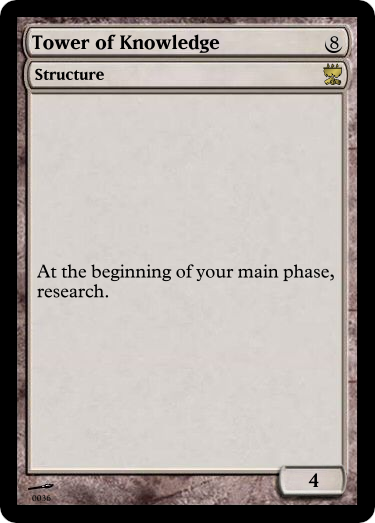 Tower of Knowledge 8
Structure
At the beginning of your main phase,
research.
4
0036